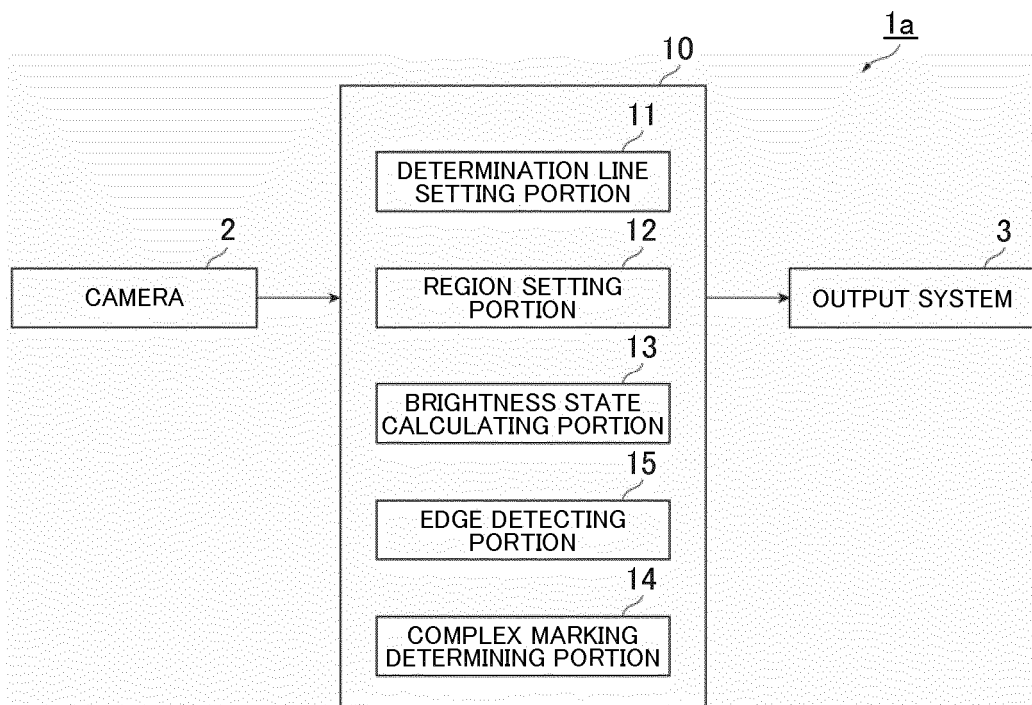 1a
10
11
DETERMINATION LINE
SETTING PORTION
2
CAMERA
12
REGION SETTING
PORTION
3
OUTPUT SYSTEM
13
BRIGHTNESS STATE
CALCULATING PORTION
15
EDGE DETECTING
PORTION
14
COMPLEX MARKING
DETERMINING PORTION